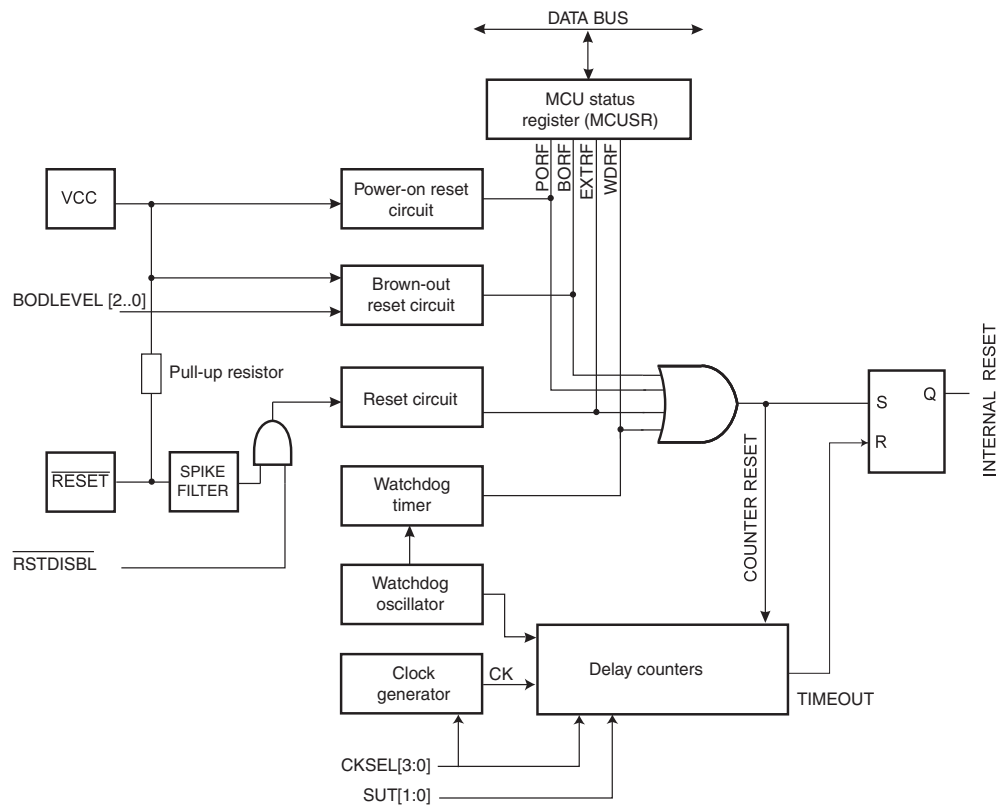 DATA BUS
MCU status
register (MCUSR)
PORF
BORF
EXTRF
WDRF
VCC
Power-on reset
circuit
Brown-out
reset circuit
BODLEVEL [2..0]
Pull-up resistor
Reset circuit
RESET
SPIKE
FILTER
Watchdog
timer
RSTDISBL
Watchdog
oscillator
Clock
generator
CK
Delay counters
COUNTER RESET
S
Q
R
INTERNAL RESET
TIMEOUT
CKSEL[3:0]
SUT[1:0]